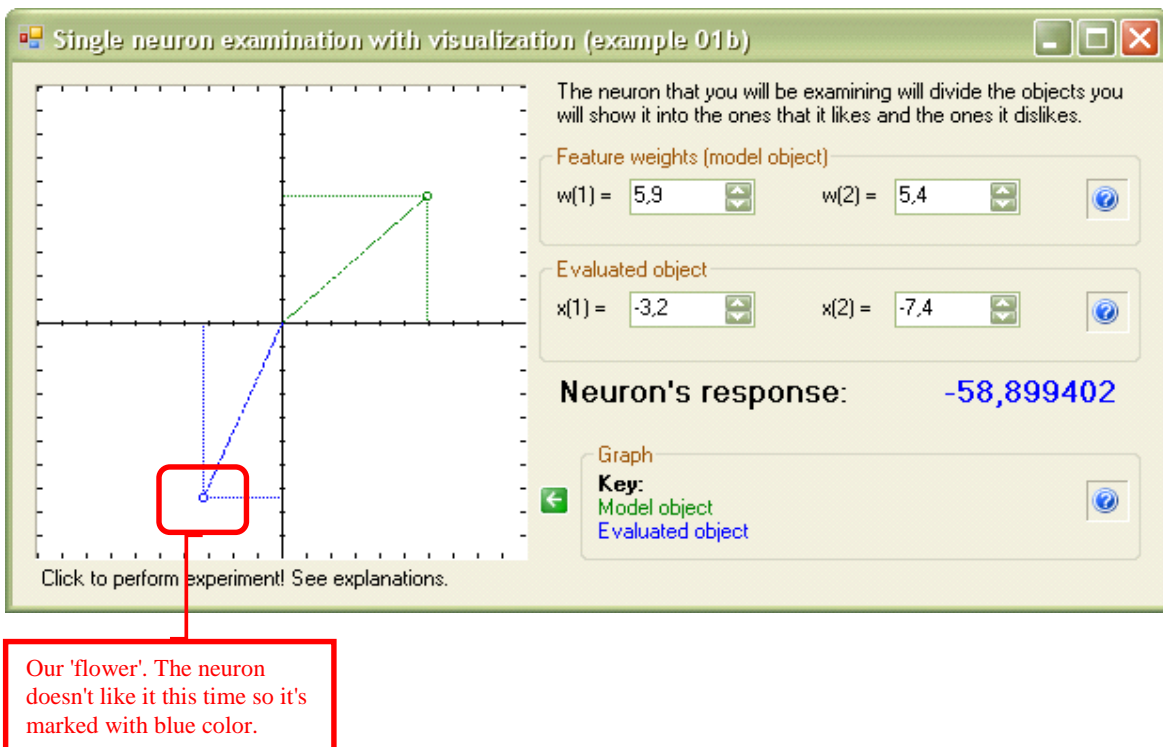 Single neuron examination with visualization (example 01b)
The neuron that you will be examining will divide the objects you
will show it into the ones that it likes and the ones it dislikes.
Feature weights (model object)
w(1) = 5,9 w(2) = 5,4
Evaluated object
x(1) = -3,2 x(2) = -7,4
Neuron's response: -58,899402
Graph
Key:
Model object
Evaluated object
Click to perform experiment! See explanations.
Our 'flower'. The neuron
doesn't like it this time so it's
marked with blue color.